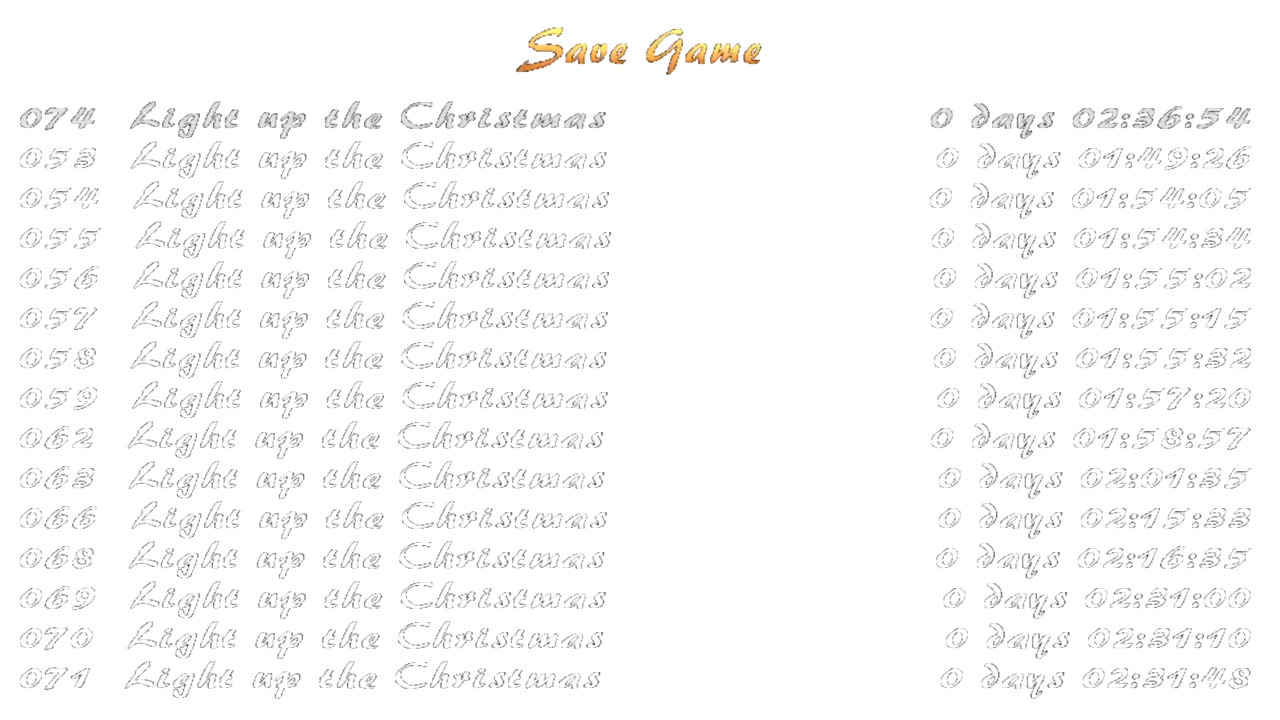 Save Game
074 Light up the Christmas 0 days 02:36:54
053 Light up the Christmas 0 days 01:49:26
054 Light up the Christmas 0 days 01:54:05
055 Light up the Christmas 0 days 01:54:34
056 Light up the Christmas 0 days 01:55:02
057 Light up the Christmas 0 days 01:55:15
058 Light up the Christmas 0 days 01:55:32
059 Light up the Christmas 0 days 01:57:20
062 Light up the Christmas 0 days 01:58:57
063 Light up the Christmas 0 days 02:01:35
066 Light up the Christmas 0 days 02:15:33
068 Light up the Christmas 0 days 02:16:35
069 Light up the Christmas 0 days 02:31:00
070 Light up the Christmas 0 days 02:31:10
071 Light up the Christmas 0 days 02:31:48